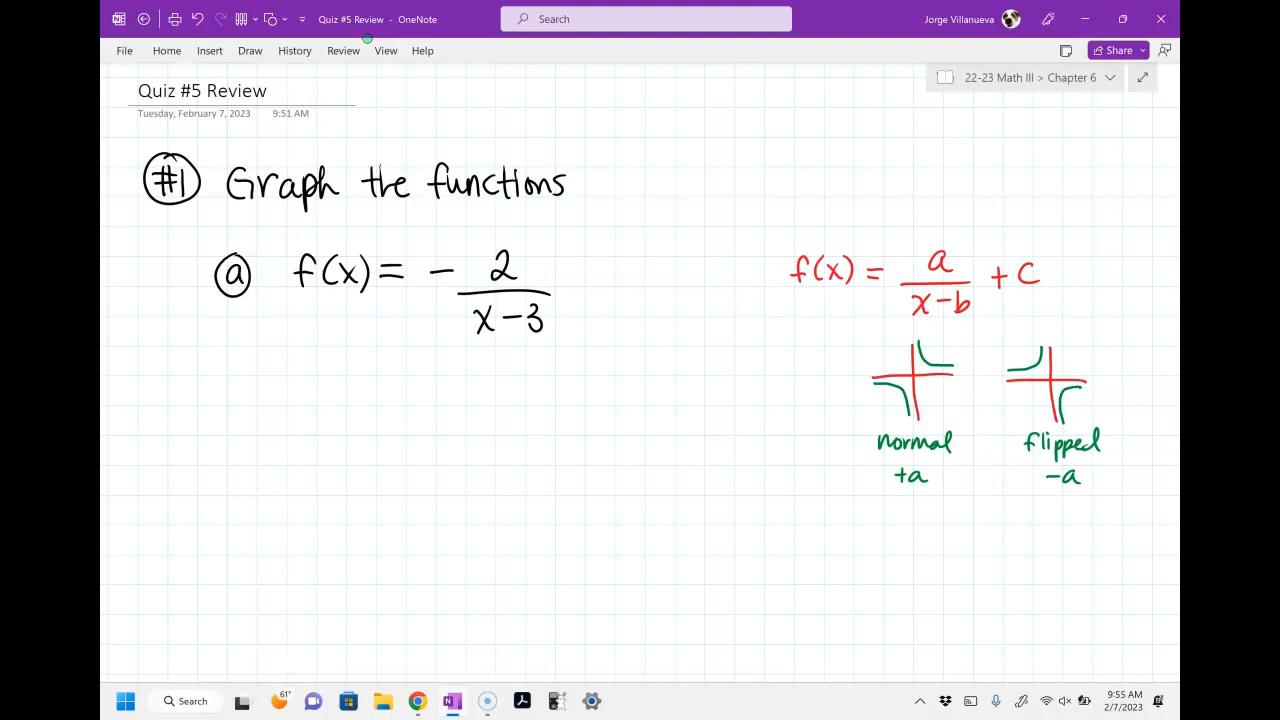 Quiz #5 Review - OneNote
Search
Jorge Villanueva
File Home Insert Draw History Review View Help
Share
Quiz #5 Review
22-23 Math III > Chapter 6
Tuesday, February 7, 2023 9:51 AM
#1 Graph the functions
a f(x) = - 2
x-3
f(x) = a + c
x-b
normal
+a
flipped
-a
61°
Search
9:55 AM
2/7/2023